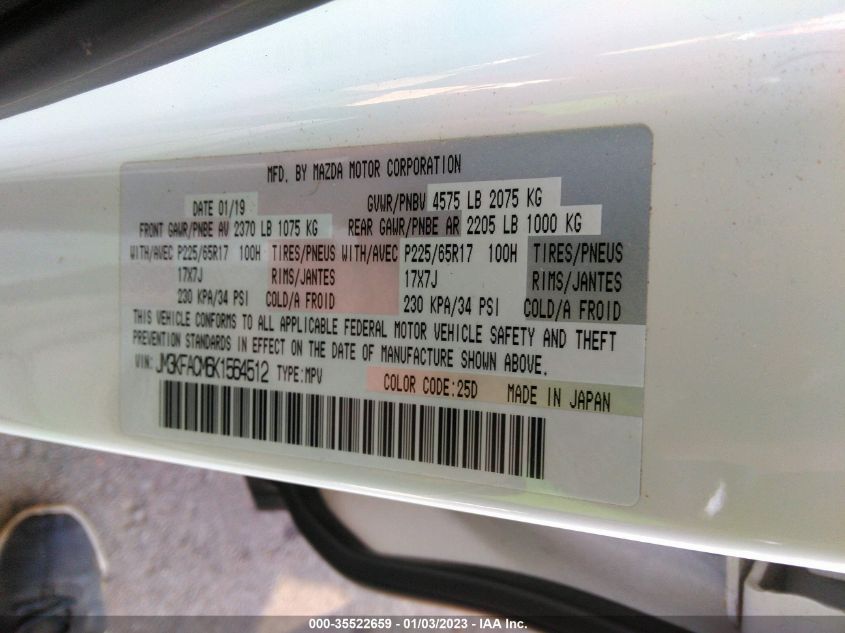 MFD. BY MAZDA MOTOR CORPORATION
DATE 01/19 GVWR/PNBV 4575 LB 2075 KG
FRONT GAWR/PNBE AV 2370 LB 1075 KG REAR GAWR/PNBE AR 2205 LB 1000 KG
WITH/AVEC P225/65R17 100H TIRES/PNEUS WITH/AVEC P225/65R17 100H TIRES/PNEUS
17X7J RIMS/JANTES 17X7J RIMS/JANTES
230 KPA/34 PSI COLD/A FROID 230 KPA/34 PSI COLD/A FROID
THIS VEHICLE CONFORMS TO ALL APPLICABLE FEDERAL MOTOR VEHICLE SAFETY AND THEFT
PREVENTION STANDARDS IN EFFECT ON THE DATE OF MANUFACTURE SHOWN ABOVE.
VIN: JM3KFACM6K1564512 TYPE:MPV COLOR CODE:25D MADE IN JAPAN
000-35522659 - 01/03/2023 - IAA Inc.